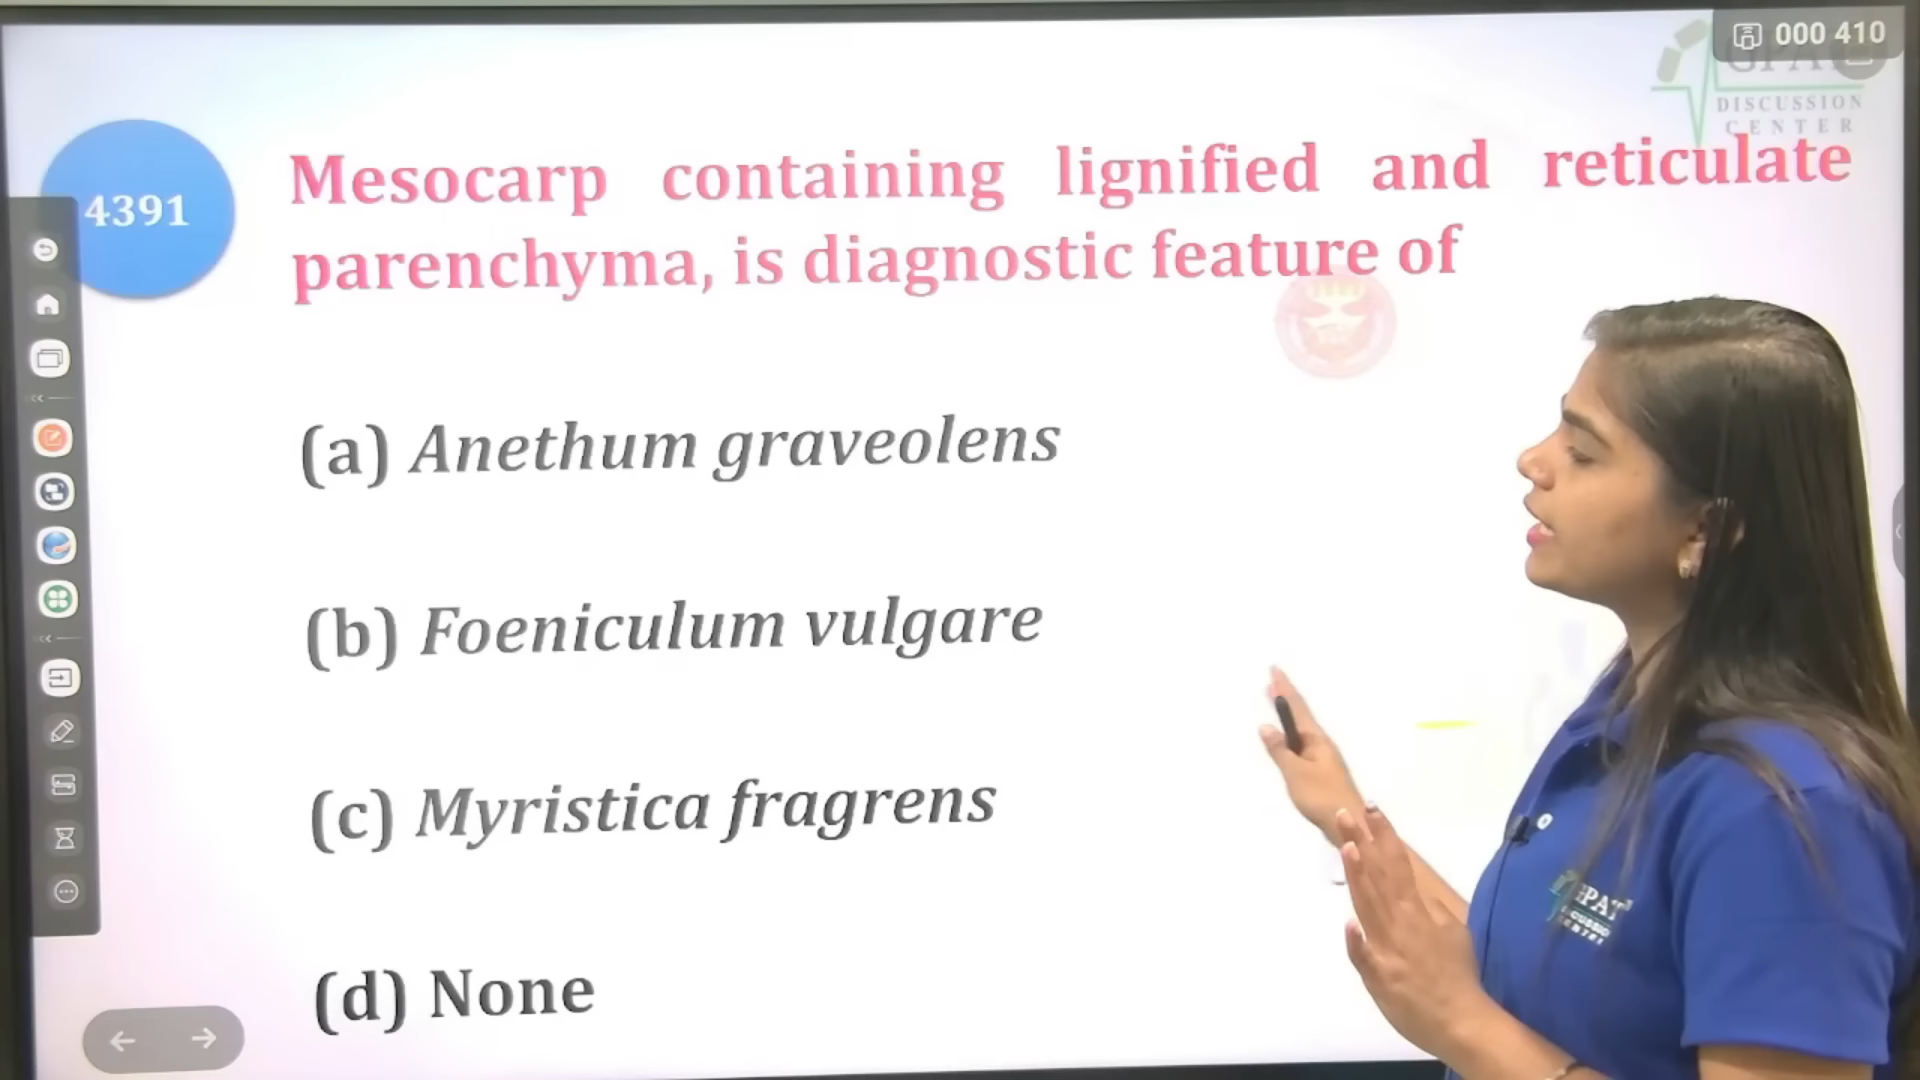 000 410
DISCUSSION
CENTER
4391
Mesocarp containing lignified and reticulate
parenchyma, is diagnostic feature of
(a) Anethum graveolens
(b) Foeniculum vulgare
(c) Myristica fragrens
(d) None